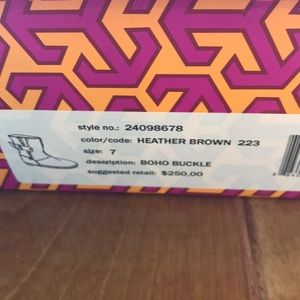 style no.: 24098678
color/code: HEATHER BROWN 223
size: 7
description: BOHO BUCKLE
suggested retail: $250.00